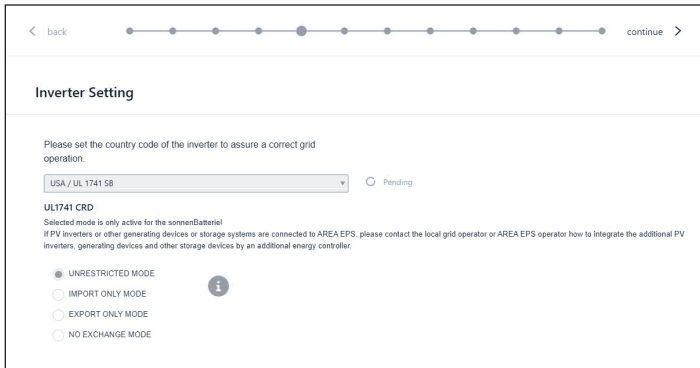 back
continue
Inverter Setting
Please set the country code of the inverter to assure a correct grid
operation.
USA / UL 1741 SB
Pending
UL1741 CRD
Selected mode is only active for the sonnenBatterie!
If PV inverters or other generating devices or storage systems are connected to AREA EPS, please contact the local grid operator or AREA EPS operator how to integrate the additional PV
inverters, generating devices and other storage devices by an additional energy controller.
UNRESTRICTED MODE
IMPORT ONLY MODE
EXPORT ONLY MODE
NO EXCHANGE MODE